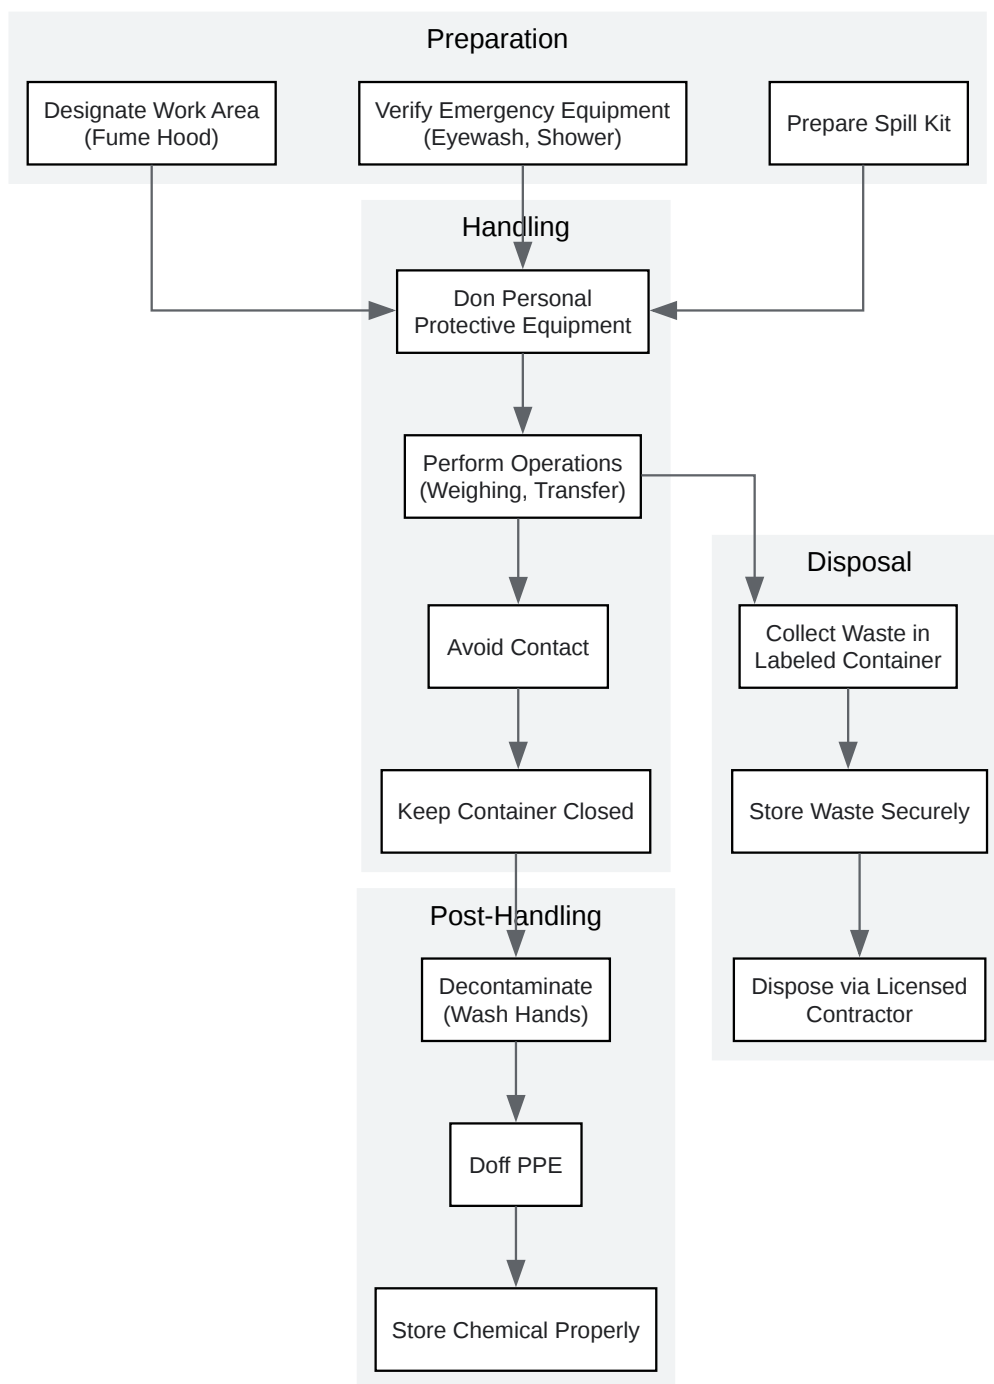 Preparation
Designate Work Area
(Fume Hood)
Verify Emergency Equipment
(Eyewash, Shower)
Prepare Spill Kit
Handling
Don Personal
Protective Equipment
Perform Operations
(Weighing, Transfer)
Avoid Contact
Keep Container Closed
Disposal
Collect Waste in
Labeled Container
Store Waste Securely
Dispose via Licensed
Contractor
Post-Handling
Decontaminate
(Wash Hands)
Doff PPE
Store Chemical Properly